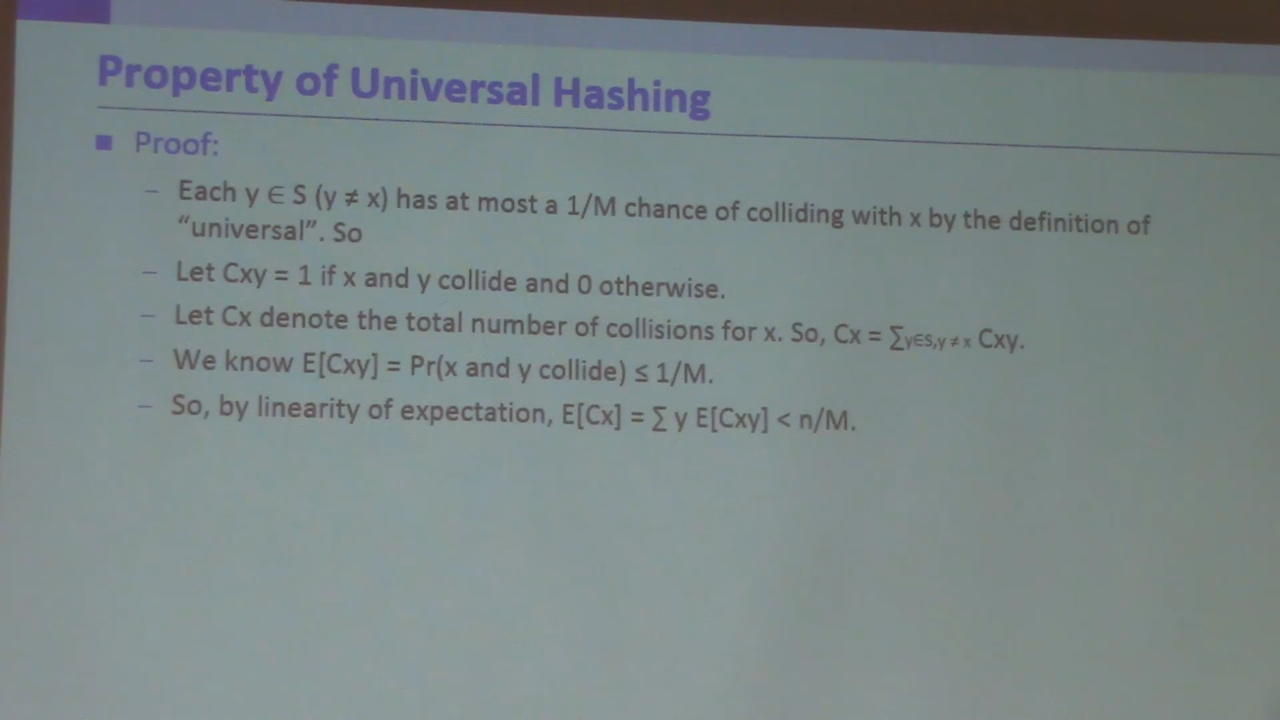 Property of Universal Hashing
Proof:
– Each y ∈ S (y ≠ x) has at most a 1/M chance of colliding with x by the definition of
“universal”. So
– Let Cxy = 1 if x and y collide and 0 otherwise.
– Let Cx denote the total number of collisions for x. So, Cx = ∑y∈S,y ≠ x Cxy.
– We know E[Cxy] = Pr(x and y collide) ≤ 1/M.
– So, by linearity of expectation, E[Cx] = ∑ y E[Cxy] < n/M.